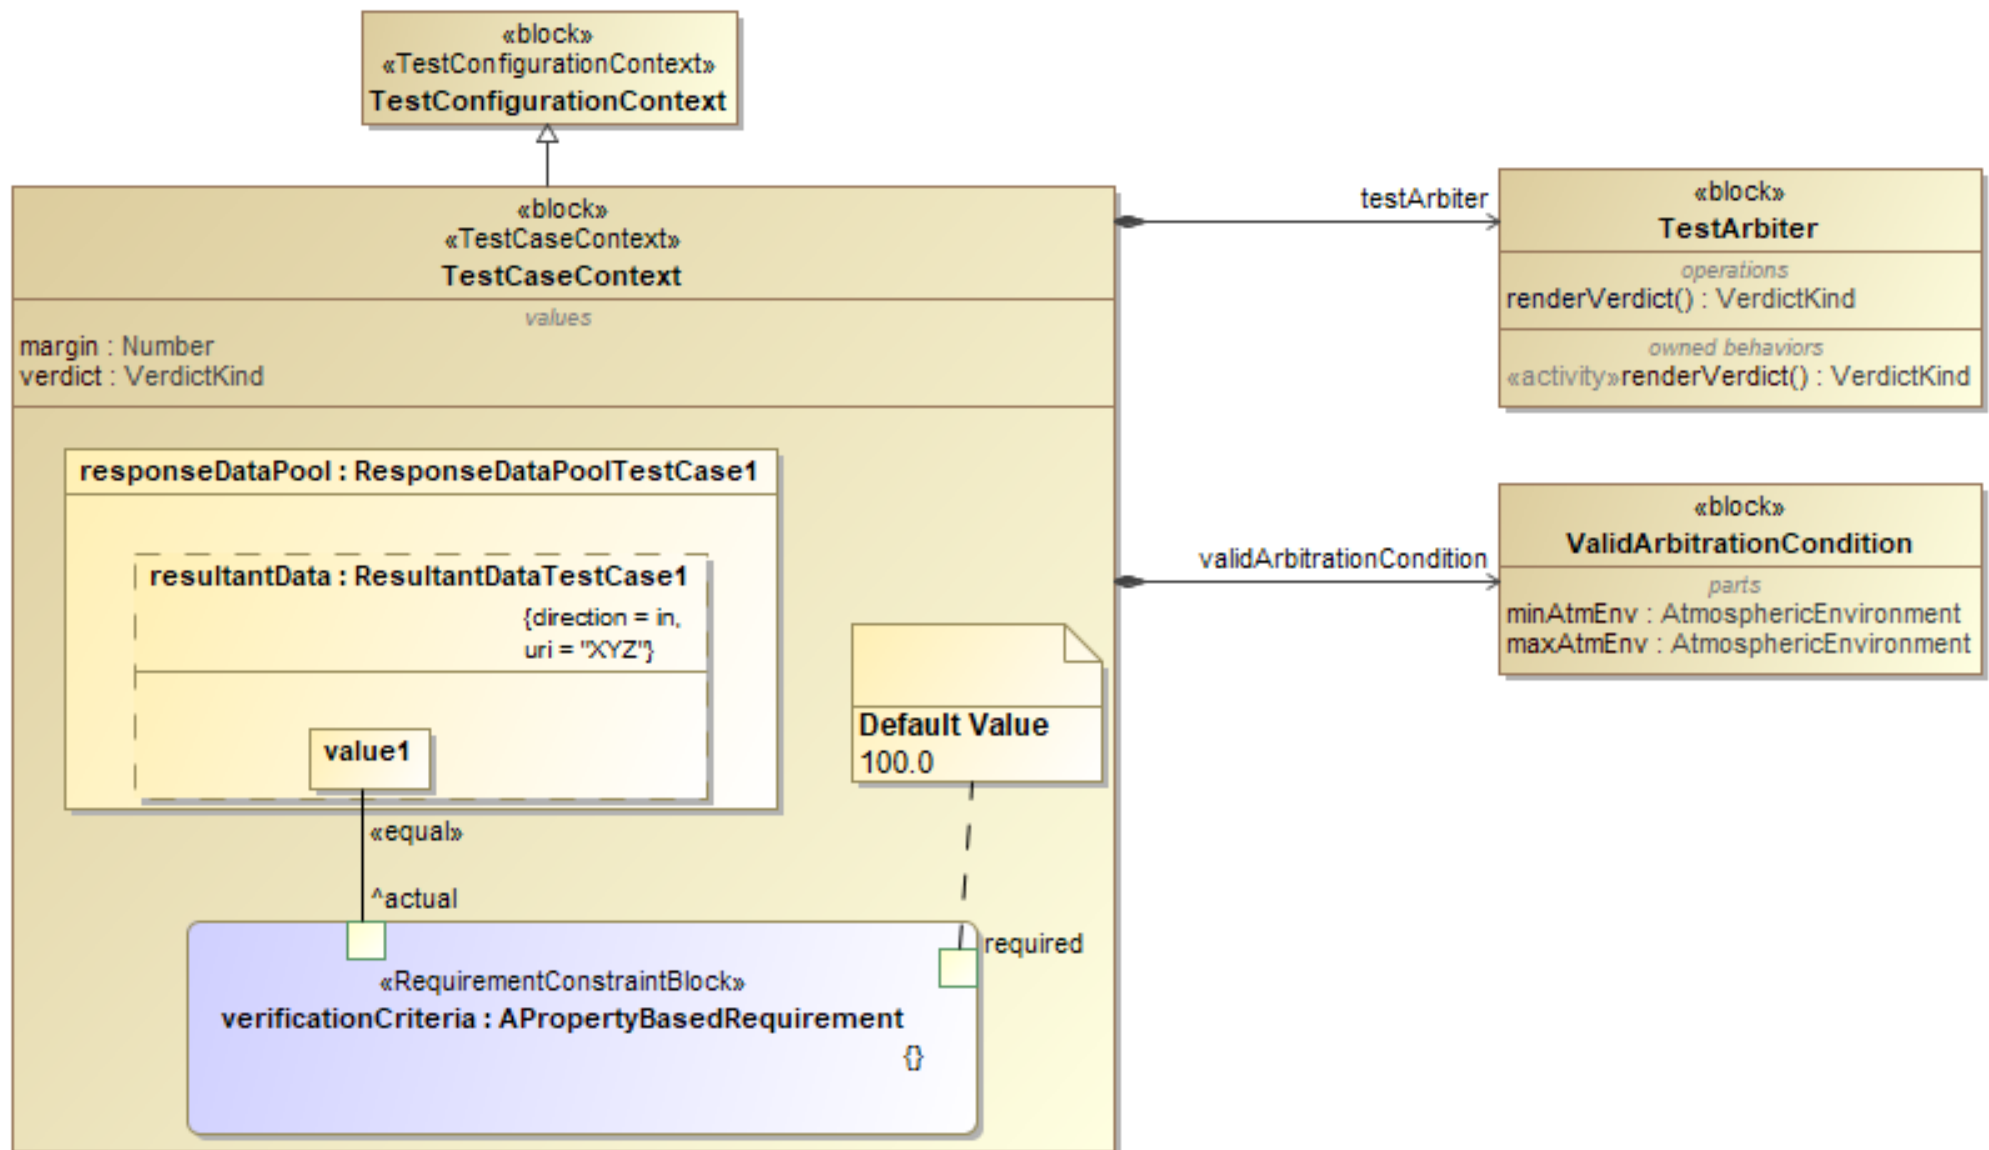 «block»
«TestConfigurationContext»
TestConfigurationContext
«block»
«TestCaseContext»
TestCaseContext
values
margin : Number
verdict : VerdictKind
responseDataPool : ResponseDataPoolTestCase1
resultantData : ResultantDataTestCase1
{direction = in,
uri = "XYZ"}
value1
«equal»
^actual
Default Value
100.0
required
«RequirementConstraintBlock»
verificationCriteria : APropertyBasedRequirement
{}
testArbiter
«block»
TestArbiter
operations
renderVerdict() : VerdictKind
owned behaviors
«activity»renderVerdict() : VerdictKind
validArbitrationCondition
«block»
ValidArbitrationCondition
parts
minAtmEnv : AtmosphericEnvironment
maxAtmEnv : AtmosphericEnvironment